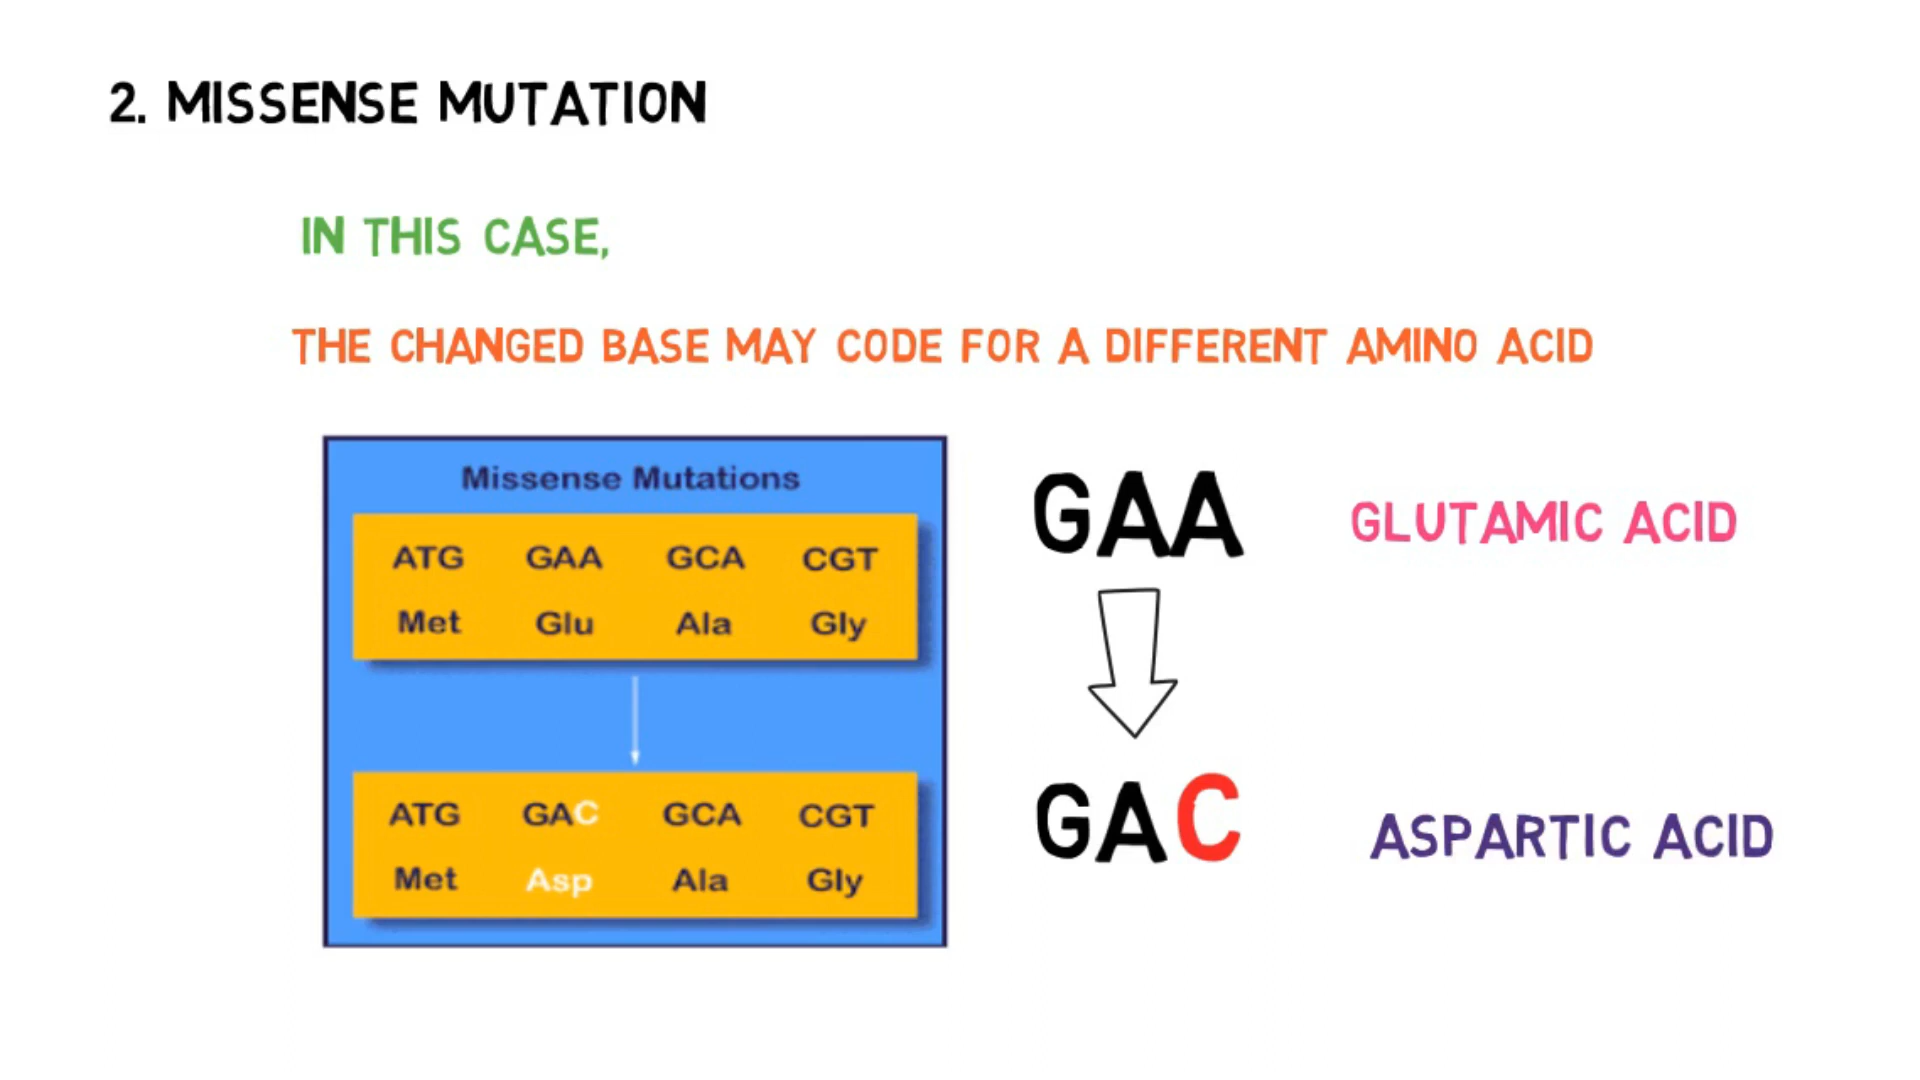 2. MISSENSE MUTATION
IN THIS CASE,
THE CHANGED BASE MAY CODE FOR A DIFFERENT AMINO ACID
Missense Mutations
ATG GAA GCA CGT
Met Glu Ala Gly
ATG GAC GCA CGT
Met Asp Ala Gly
GAA GLUTAMIC ACID
GAC ASPARTIC ACID